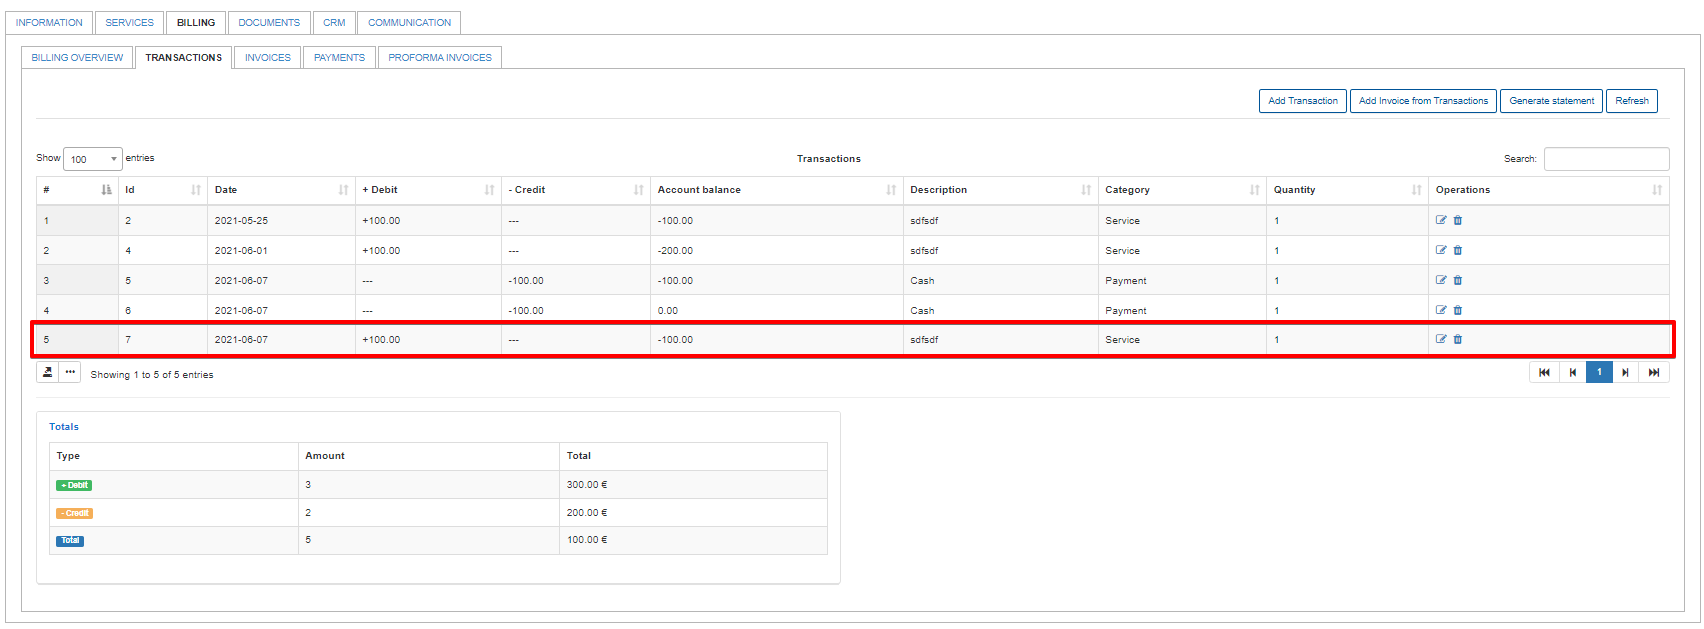 INFORMATION SERVICES BILLING DOCUMENTS CRM COMMUNICATION
BILLING OVERVIEW TRANSACTIONS INVOICES PAYMENTS PROFORMA INVOICES
Add Transaction Add Invoice from Transactions Generate statement Refresh
Show 100 entries Transactions Search:
# Id Date + Debit - Credit Account balance Description Category Quantity Operations
1 2 2021-05-25 +100.00 --- -100.00 sdfsdf Service 1
2 4 2021-06-01 +100.00 --- -200.00 sdfsdf Service 1
3 5 2021-06-07 --- -100.00 -100.00 Cash Payment 1
4 6 2021-06-07 --- -100.00 0.00 Cash Payment 1
5 7 2021-06-07 +100.00 --- -100.00 sdfsdf Service 1
Showing 1 to 5 of 5 entries 1
Totals
Type Amount Total
+ Debit 3 300.00 €
- Credit 2 200.00 €
Total 5 100.00 €